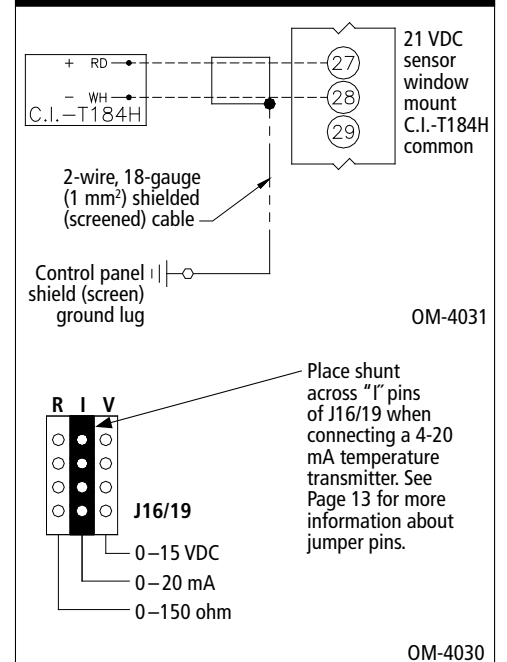 + RD
− WH
C.I.–T184H
27
28
29
21 VDC
sensor
window
mount
C.I.-T184H
common
2-wire, 18-gauge
(1 mm²) shielded
(screened) cable
Control panel
shield (screen)
ground lug
OM-4031
Place shunt
across "I" pins
of J16/19 when
connecting a 4-20
mA temperature
transmitter. See
Page 13 for more
information about
jumper pins.
R I V
J16/19
0–15 VDC
0–20 mA
0–150 ohm
OM-4030